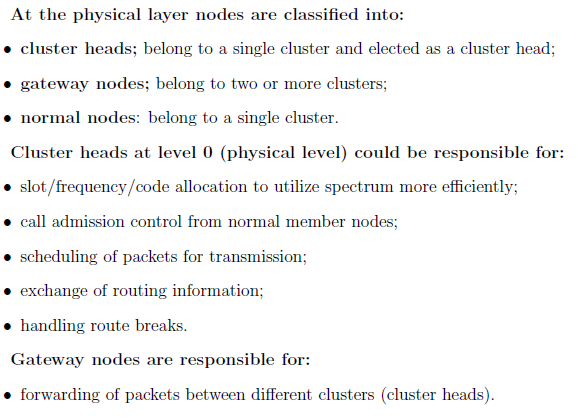 At the physical layer nodes are classified into:
• cluster heads; belong to a single cluster and elected as a cluster head;
• gateway nodes; belong to two or more clusters;
• normal nodes: belong to a single cluster.
Cluster heads at level 0 (physical level) could be responsible for:
• slot/frequency/code allocation to utilize spectrum more efficiently;
• call admission control from normal member nodes;
• scheduling of packets for transmission;
• exchange of routing information;
• handling route breaks.
Gateway nodes are responsible for:
• forwarding of packets between different clusters (cluster heads).